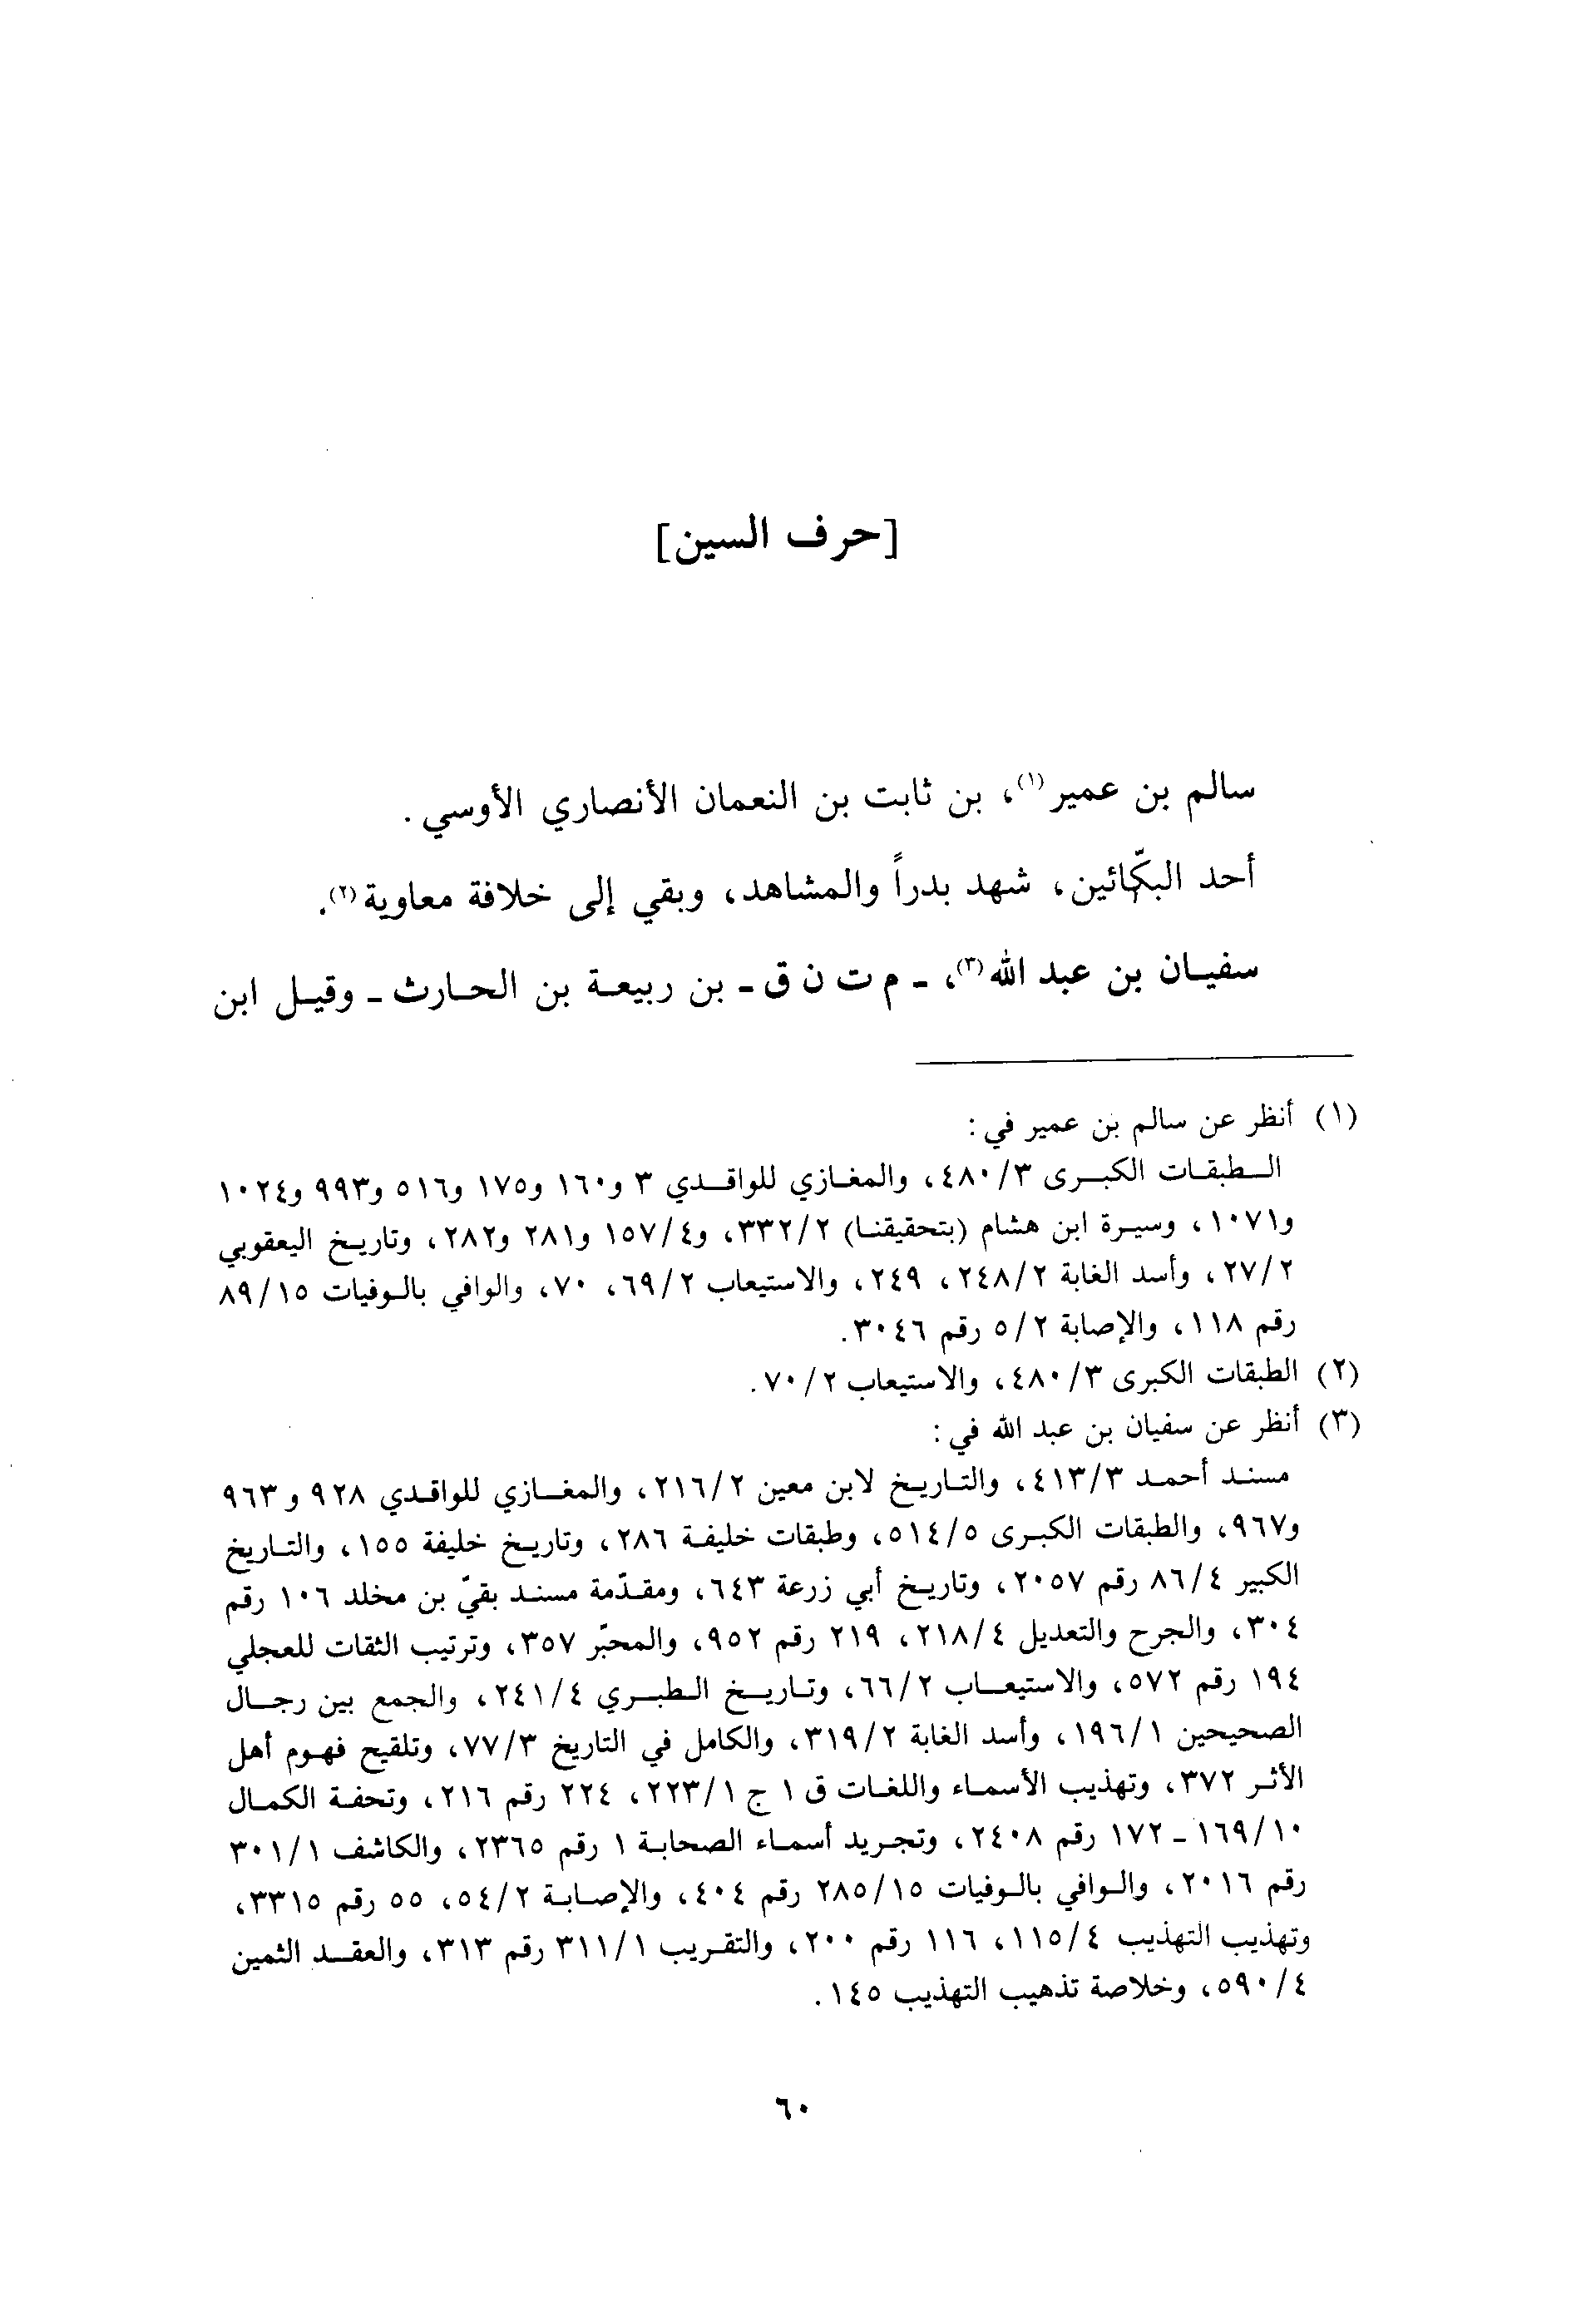 [حرف السين]
سالم بن عمير(١)، بن ثابت بن النعمان الأنصاري الأوسي.
أحد البكّائين، شهد بدراً والمشاهد، وبقي إلى خلافة معاوية(٢).
سفيان بن عبد الله(٣)، ـ م ت ن ق ـ بن ربيعة بن الحارث ـ وقيل ابن
(١) أنظر عن سالم بن عمير في:
الطبقات الكبرى ٤٨٠/٣، والمغازي للواقدي ٣ و١٦٠ و١٧٥ و٥١٦ و٩٩٣ و١٠٢٤
و١٠٧١، وسيرة ابن هشام (بتحقيقنا) ٣٣٢/٢، و١٥٧/٤ و٢٨١ و٢٨٢، وتاريخ اليعقوبي
٢٧/٢، وأسد الغابة ٢٤٨/٢، ٢٤٩، والاستيعاب ٦٩/٢، ٧٠، والوافي بالوفيات ٨٩/١٥
رقم ١١٨، والإصابة ٥/٢ رقم ٣٠٤٦.
(٢) الطبقات الكبرى ٤٨٠/٣، والاستيعاب ٧٠/٢.
(٣) أنظر عن سفيان بن عبد الله في:
مسند أحمد ٤١٣/٣، والتاريخ لابن معين ٢١٦/٢، والمغازي للواقدي ٩٢٨ و ٩٦٣
و٩٦٧، والطبقات الكبرى ٥١٤/٥، وطبقات خليفة ٢٨٦، وتاريخ خليفة ١٥٥، والتاريخ
الكبير ٨٦/٤ رقم ٢٠٥٧، وتاريخ أبي زرعة ٦٤٣، ومقدّمة مسند بقيّ بن مخلد ١٠٦ رقم
٣٠٤، والجرح والتعديل ٢١٨/٤، ٢١٩ رقم ٩٥٢، والمحبّر ٣٥٧، وترتيب الثقات للعجلي
١٩٤ رقم ٥٧٢، والاستيعاب ٦٦/٢، وتاريخ الطبري ٢٤١/٤، والجمع بين رجال
الصحيحين ١٩٦/١، وأسد الغابة ٣١٩/٢، والكامل في التاريخ ٧٧/٣، وتلقيح فهوم أهل
الأثر ٣٧٢، وتهذيب الأسماء واللغات ق ١ ج ٢٢٣/١، ٢٢٤ رقم ٢١٦، وتحفة الكمال
١٦٩/١٠ ـ ١٧٢ رقم ٢٤٠٨، وتجريد أسماء الصحابة ١ رقم ٢٣٦٥، والكاشف ٣٠١/١
رقم ٢٠١٦، والوافي بالوفيات ٢٨٥/١٥ رقم ٤٠٤، والإصابة ٥٤/٢، ٥٥ رقم ٣٣١٥،
وتهذيب التهذيب ١١٥/٤، ١١٦ رقم ٢٠٠، والتقريب ٣١١/١ رقم ٣١٣، والعقد الثمين
٥٩٠/٤، وخلاصة تذهيب التهذيب ١٤٥.
٦٠